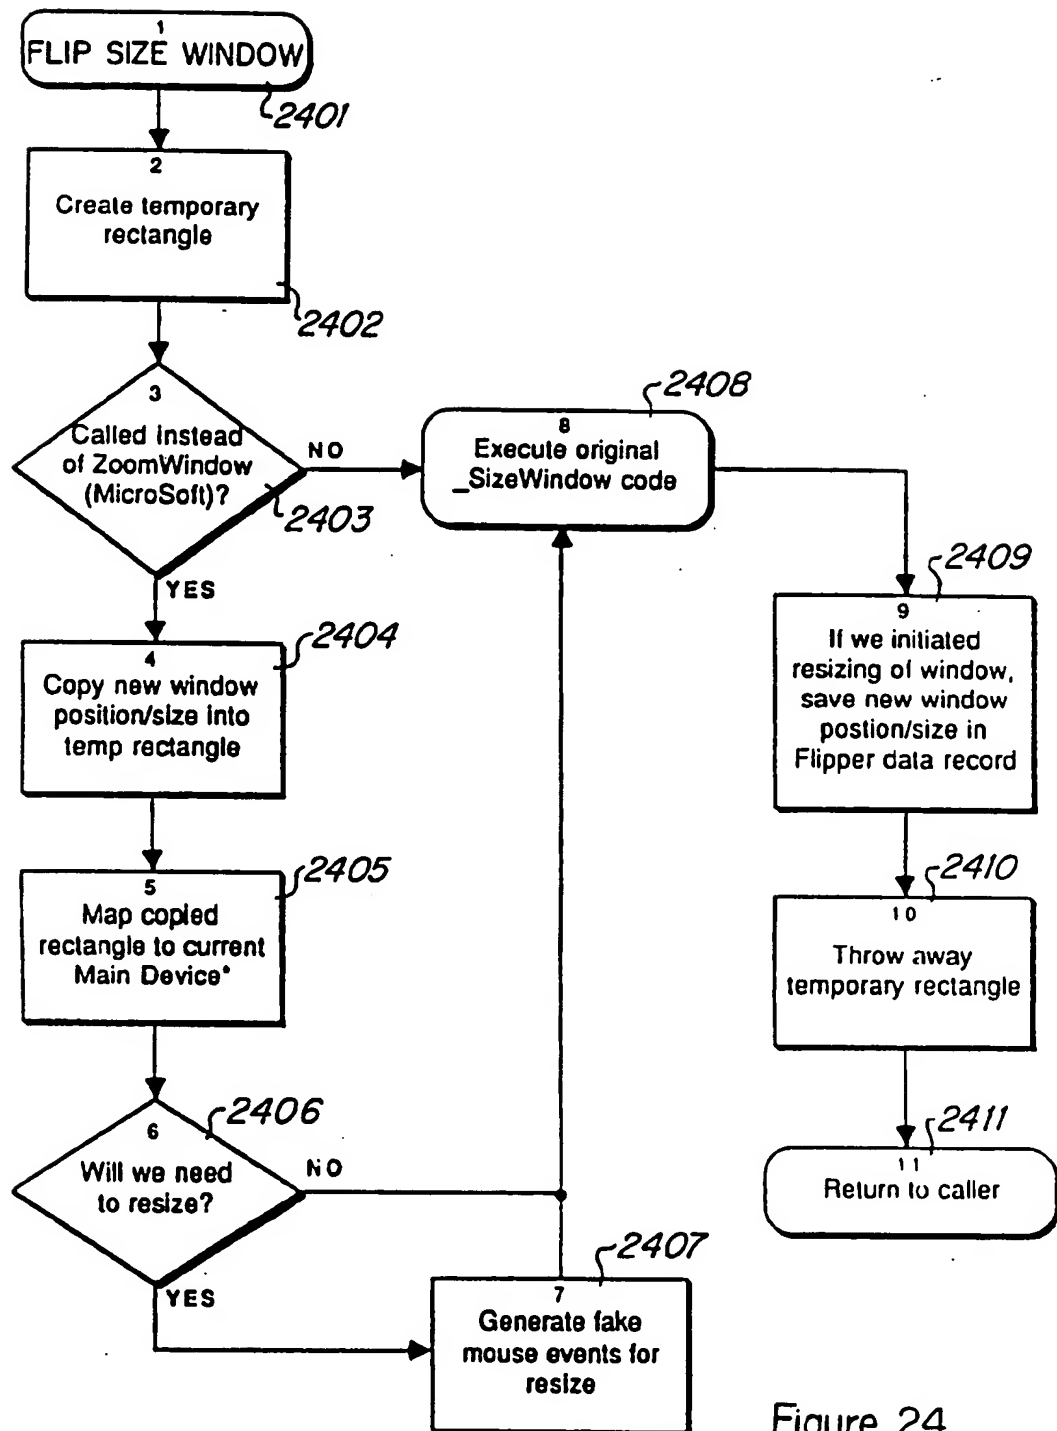 1
FLIP SIZE WINDOW
2401
2
Create temporary
rectangle
2402
3
Called instead
of ZoomWindow
(MicroSoft)?
2403
NO
YES
4
Copy new window
position/size into
temp rectangle
2404
5
Map copied
rectangle to current
Main Device*
2405
6
Will we need
to resize?
2406
NO
YES
7
Generate fake
mouse events for
resize
2407
8
Execute original
_SizeWindow code
2408
9
If we initiated
resizing of window,
save new window
postion/size in
Flipper data record
2409
10
Throw away
temporary rectangle
2410
11
Return to caller
2411
Figure 24